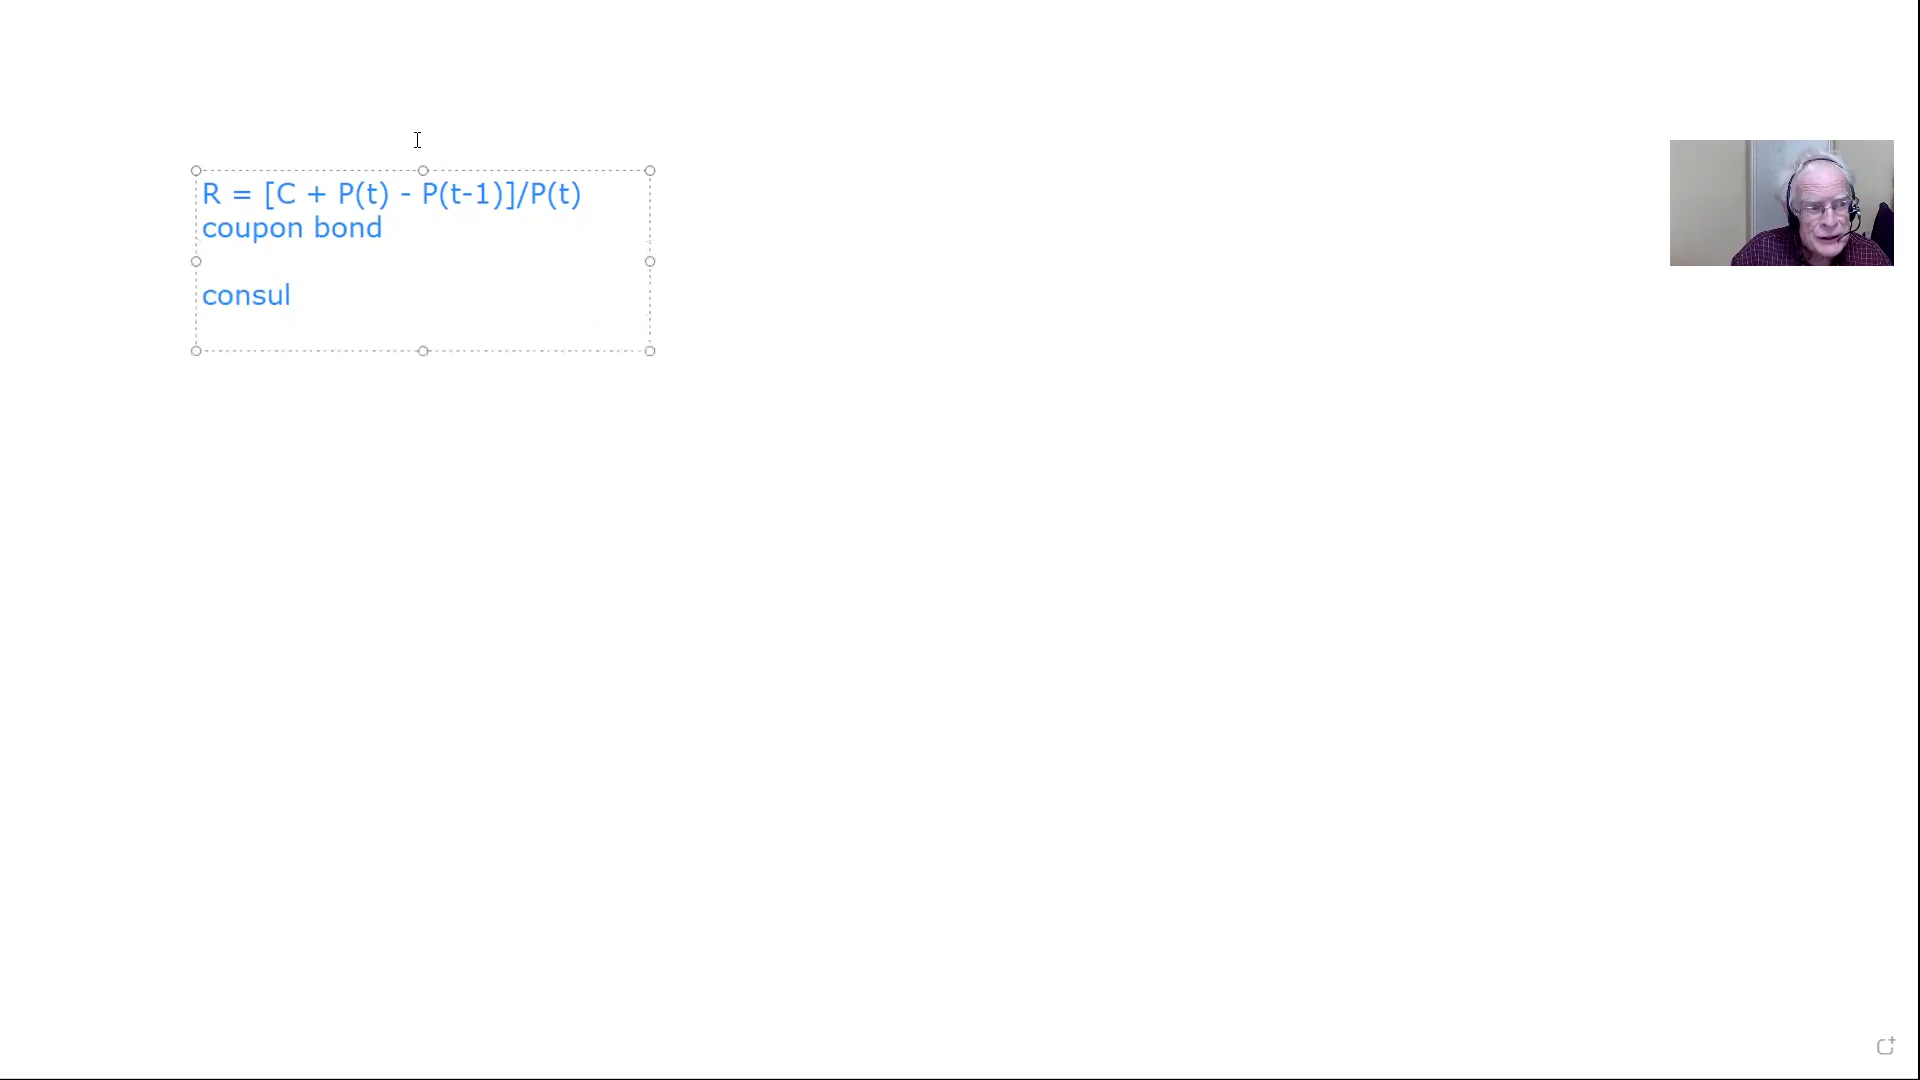 R = [C + P(t) - P(t-1)]/P(t)
coupon bond
consul